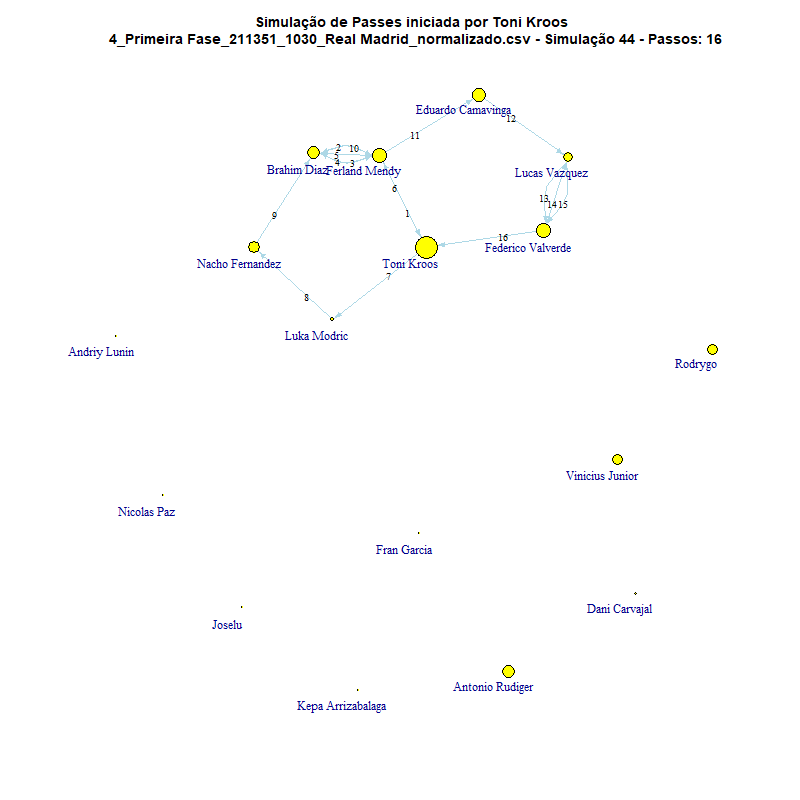 Simulação de Passes iniciada por Toni Kroos
4_Primeira Fase_211351_1030_Real Madrid_normalizado.csv - Simulação 44 - Passos: 16
Eduardo Camavinga
11
12
2
10
5
4
3
Brahim Diaz
Ferland Mendy
Lucas Vazquez
6
13
14
15
9
1
16
Federico Valverde
Nacho Fernandez
Toni Kroos
7
8
Luka Modric
Andriy Lunin
Rodrygo
Vinicius Junior
Nicolas Paz
Fran Garcia
Dani Carvajal
Joselu
Antonio Rudiger
Kepa Arrizabalaga